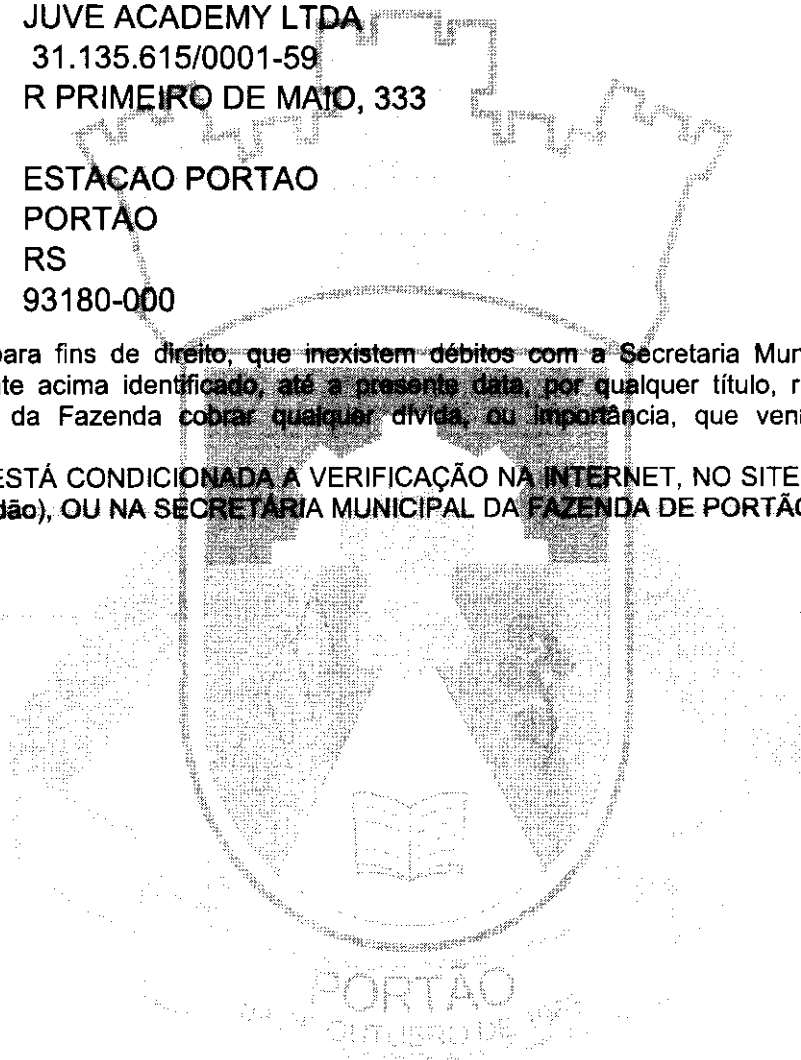 JUVE ACADEMY LTDA
31.135.615/0001-59
R PRIMEIRO DE MAIO, 333
ESTACAO PORTAO
PORTAO
RS
93180-000
para fins de direito, que inexistem débitos com a Secretaria Mun
te acima identificado, até a presente data, por qualquer título, r
da Fazenda cobrar qualquer dívida, ou importância, que ven
ESTÁ CONDICIONADA A VERIFICAÇÃO NA INTERNET, NO SITE
dão), OU NA SECRETÁRIA MUNICIPAL DA FAZENDA DE PORTÃO
PORTÃO
OUTUBRO DE